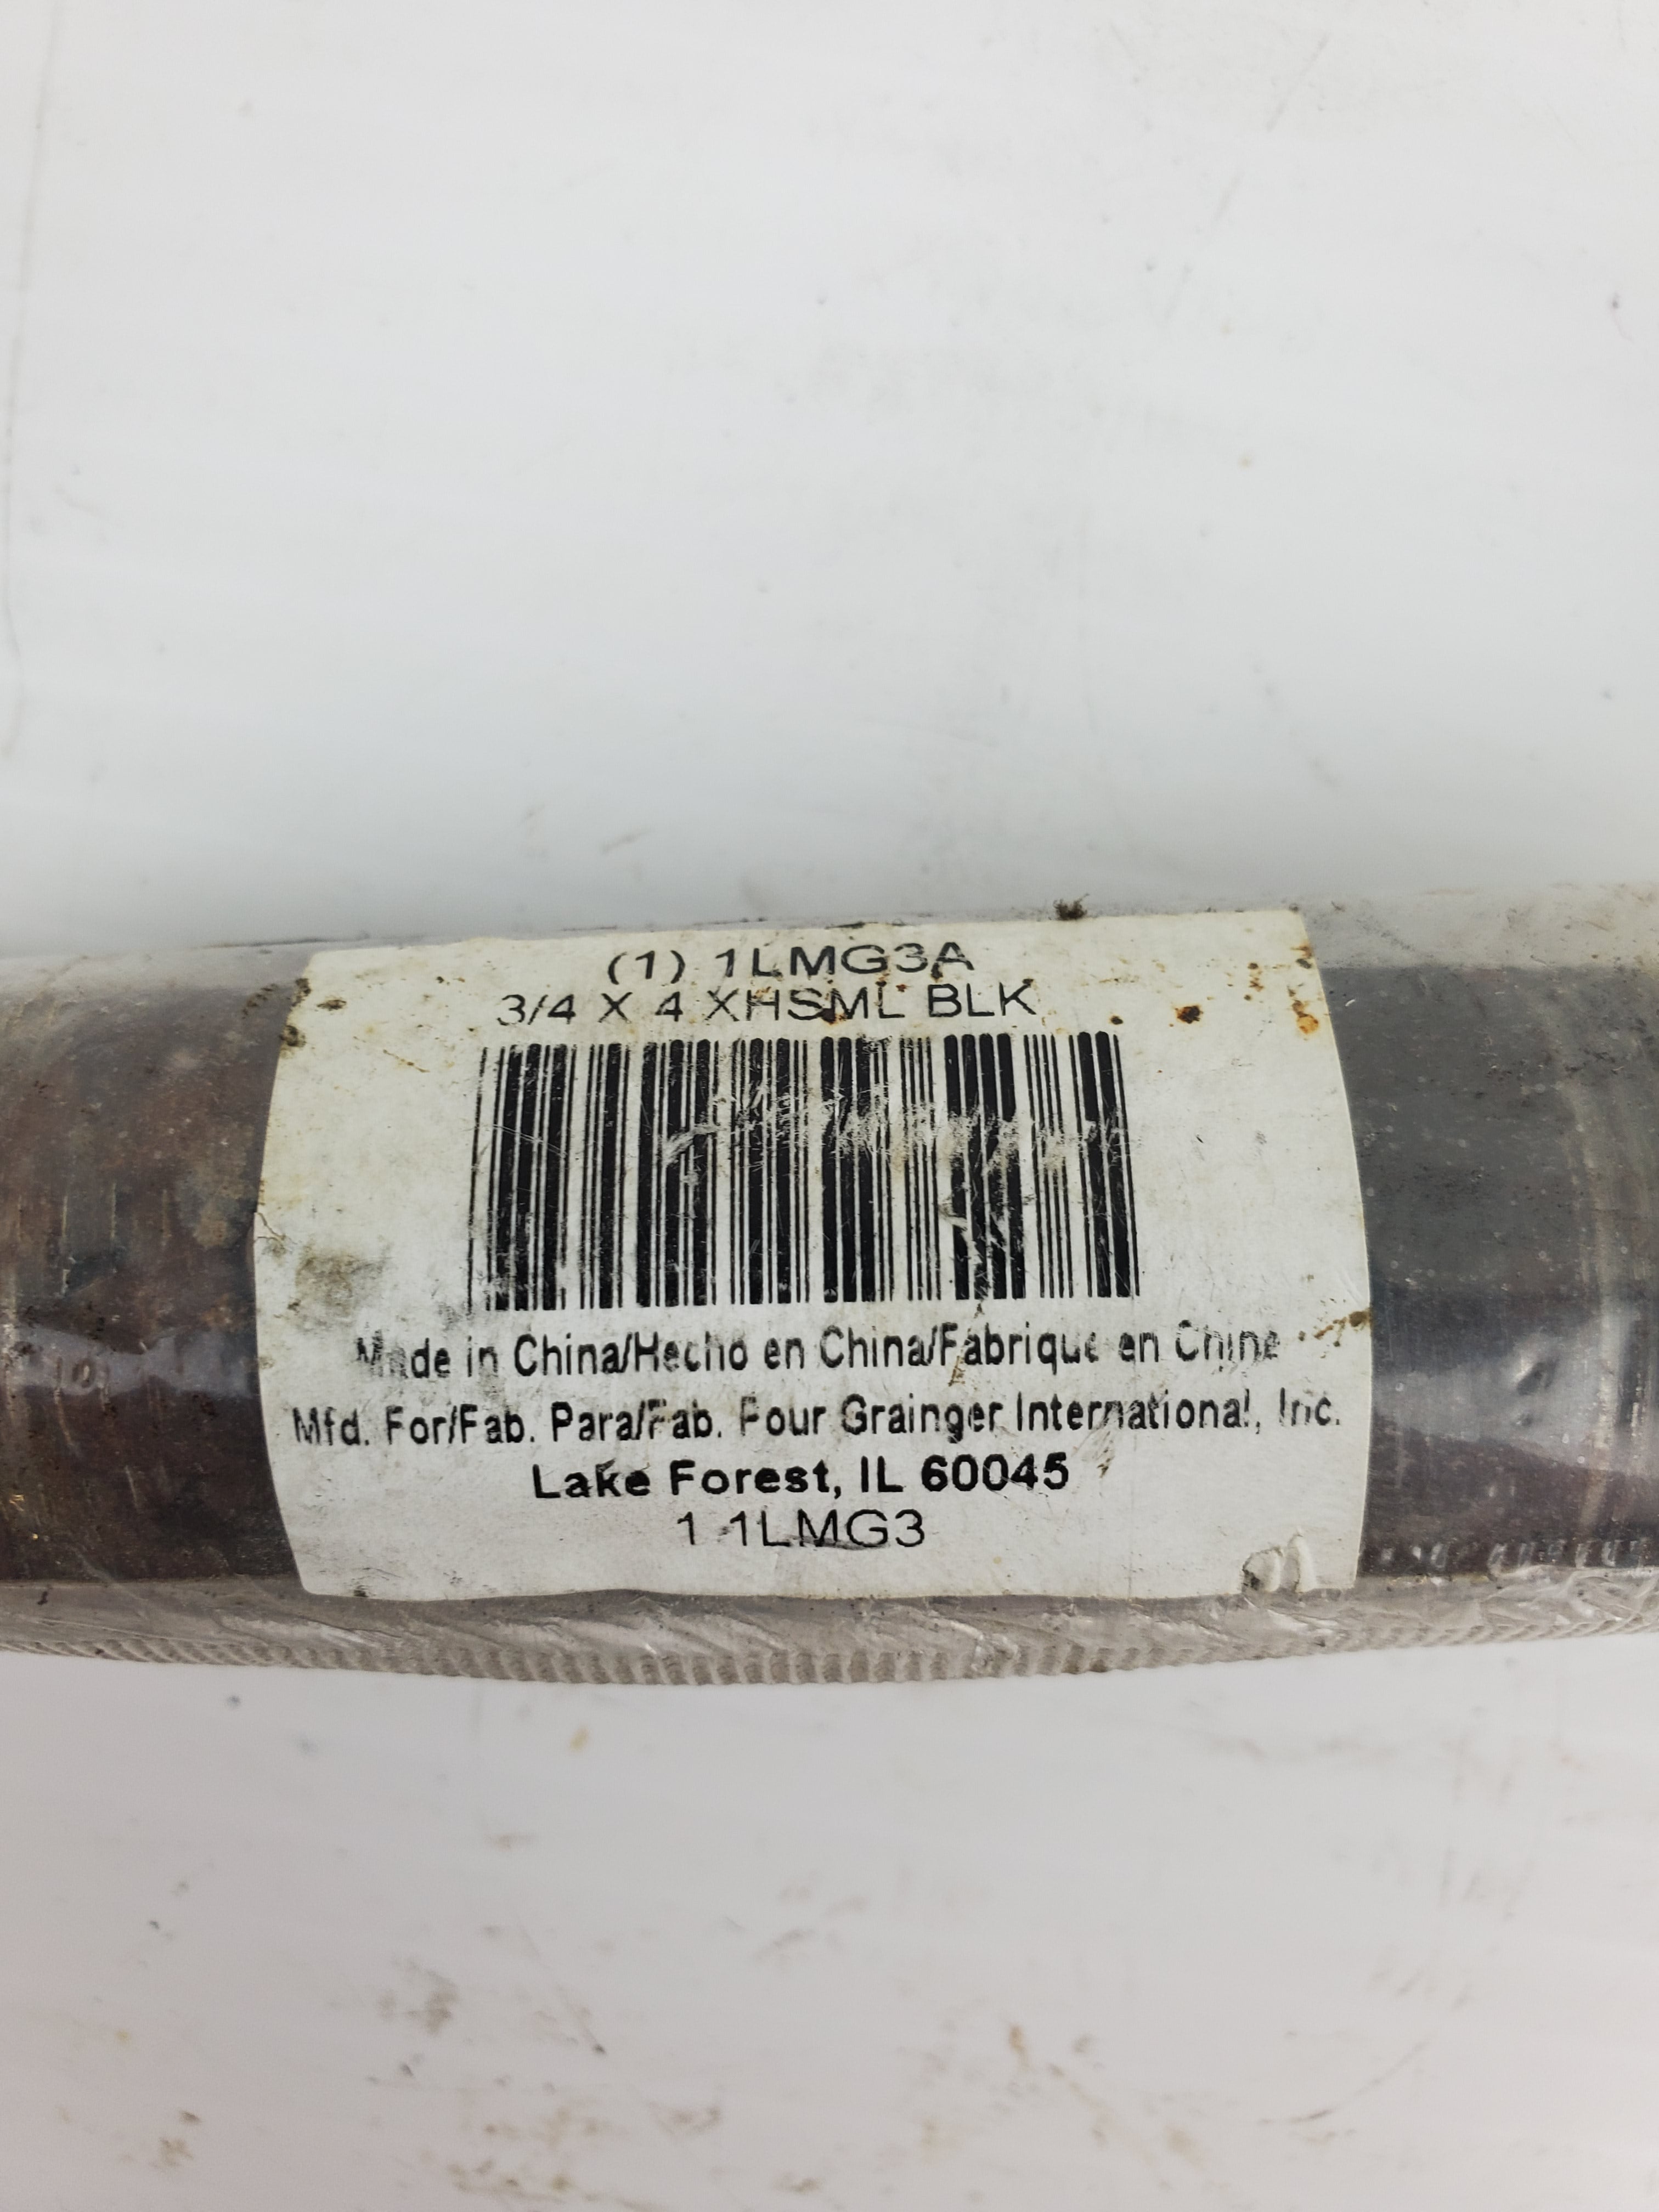 (1) 1LMG3A
3/4 X 4 XHSML BLK
Made in China/Hecho en China/Fabrique en Chine
Mfd. For/Fab. Para/Fab. Pour Grainger International, Inc.
Lake Forest, IL 60045
1 1LMG3